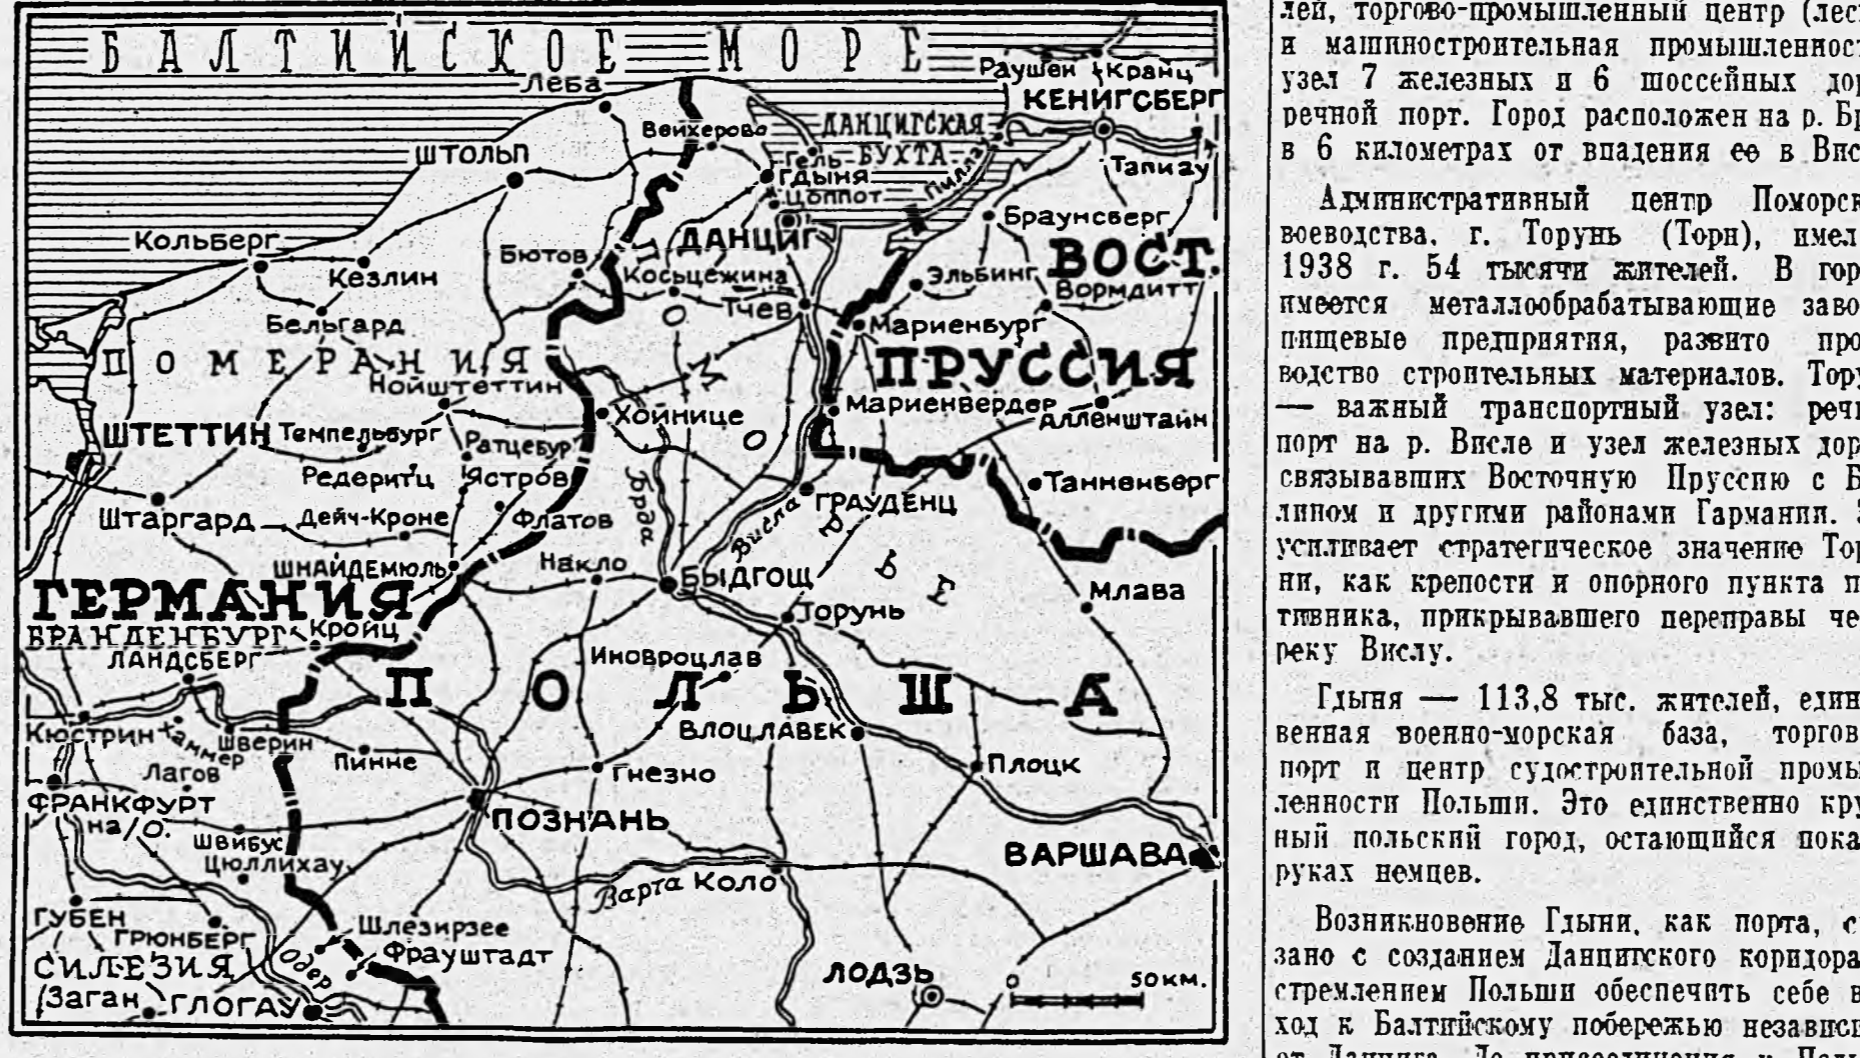 БАЛТИЙСКОЕ МОРЕ
Леба
Раушен
Кранц
КЕНИГСБЕРГ
Вейхерово
ДАНЦИГСКАЯ
БУХТА
Гель
ШТОЛЬП
ГДЫНЯ
Цоппот
Пиллау
Тапиау
Браунсберг
Кольберг
Кезлин
Бютов
ДАНЦИГ
ВОСТ.
Косьцежина
Эльбинг
Вормдитт
Тчев
Бельгард
Мариенбург
ПОМЕРАНИЯ
ПРУССИЯ
Нойштеттин
Хойнице
Мариенвердер
Алленштайн
ШТЕТТИН
Темпельбург
Ратцебур
Редеритц
Ястров
Танненберг
ПОМОРЬЕ
Штаргард
Дейч-Кроне
Флатов
Брда
Висла
ГРАУДЕНЦ
ШНАЙДЕМЮЛЬ
Накло
БЫДГОЩ
Млава
ГЕРМАНИЯ
Торунь
БРАНДЕНБУРГ
Кройц
ЛАНДСБЕРГ
Иновроцлав
ПОЛЬША
Кюстрин
Хаммер
Шверин
Пинне
ВЛОЦЛАВЕК
Лагов
Гнезно
Плоцк
ФРАНКФУРТ
на/О.
ПОЗНАНЬ
Швибус
Цюллихау
ВАРШАВА
Варта
Коло
ГУБЕН
ГРЮНБЕРГ
Шлезирзее
Фрауштадт
СИЛЕЗИЯ
Одер
ЛОДЗЬ
0 50 км.
Заган
ГЛОГАУ
лей, торгово-промышленный центр (лес
и машиностроительная промышленност
узел 7 железных и 6 шоссейных дор
речной порт. Город расположен на р. Бр
в 6 километрах от впадения ее в Вис
Административный центр Поморск
воеводства, г. Торунь (Торн), имел
1938 г. 54 тысячи жителей. В гор
имеется металлообрабатывающие заво
пищевые предприятия, развито про
водство строительных материалов. Тору
— важный транспортный узел: речн
порт на р. Висле и узел железных дор
связывавших Восточную Пруссию с Б
лином и другими районами Гармании.
усиливает стратегическое значение Тор
ни, как крепости и опорного пункта п
тивника, прикрывавшего переправы че
реку Вислу.
Гдыня — 113,8 тыс. жителей, един
венная военно-морская база, торгов
порт и центр судостроительной промы
ленности Польши. Это единственно кру
ный польский город, остающийся пока
руках немцев.
Возникновение Гдыни, как порта, с
зано с созданием Данцигского коридора
стремлением Польши обеспечить себе в
ход к Балтийскому побережью независи